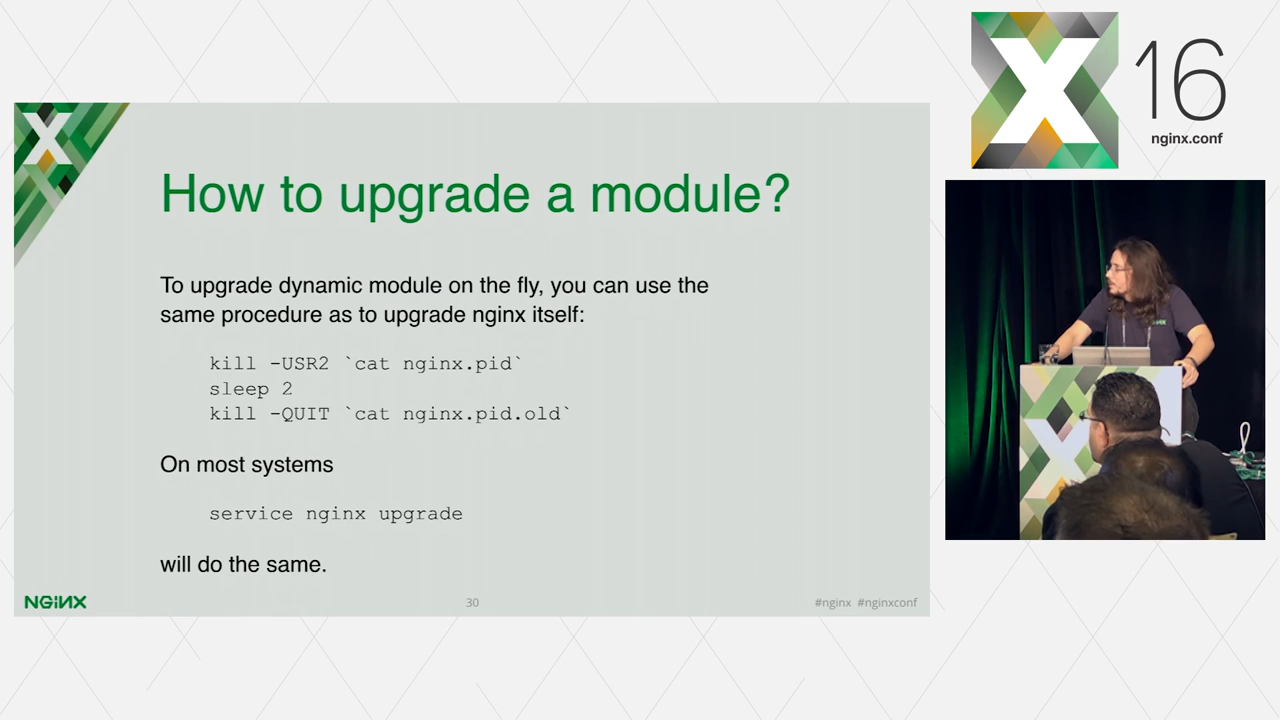 How to upgrade a module?
To upgrade dynamic module on the fly, you can use the
same procedure as to upgrade nginx itself:
kill -USR2 `cat nginx.pid`
sleep 2
kill -QUIT `cat nginx.pid.old`
On most systems
service nginx upgrade
will do the same.
NGiNX
30
#nginx #nginxconf
X
16
nginx.conf
NGiNX